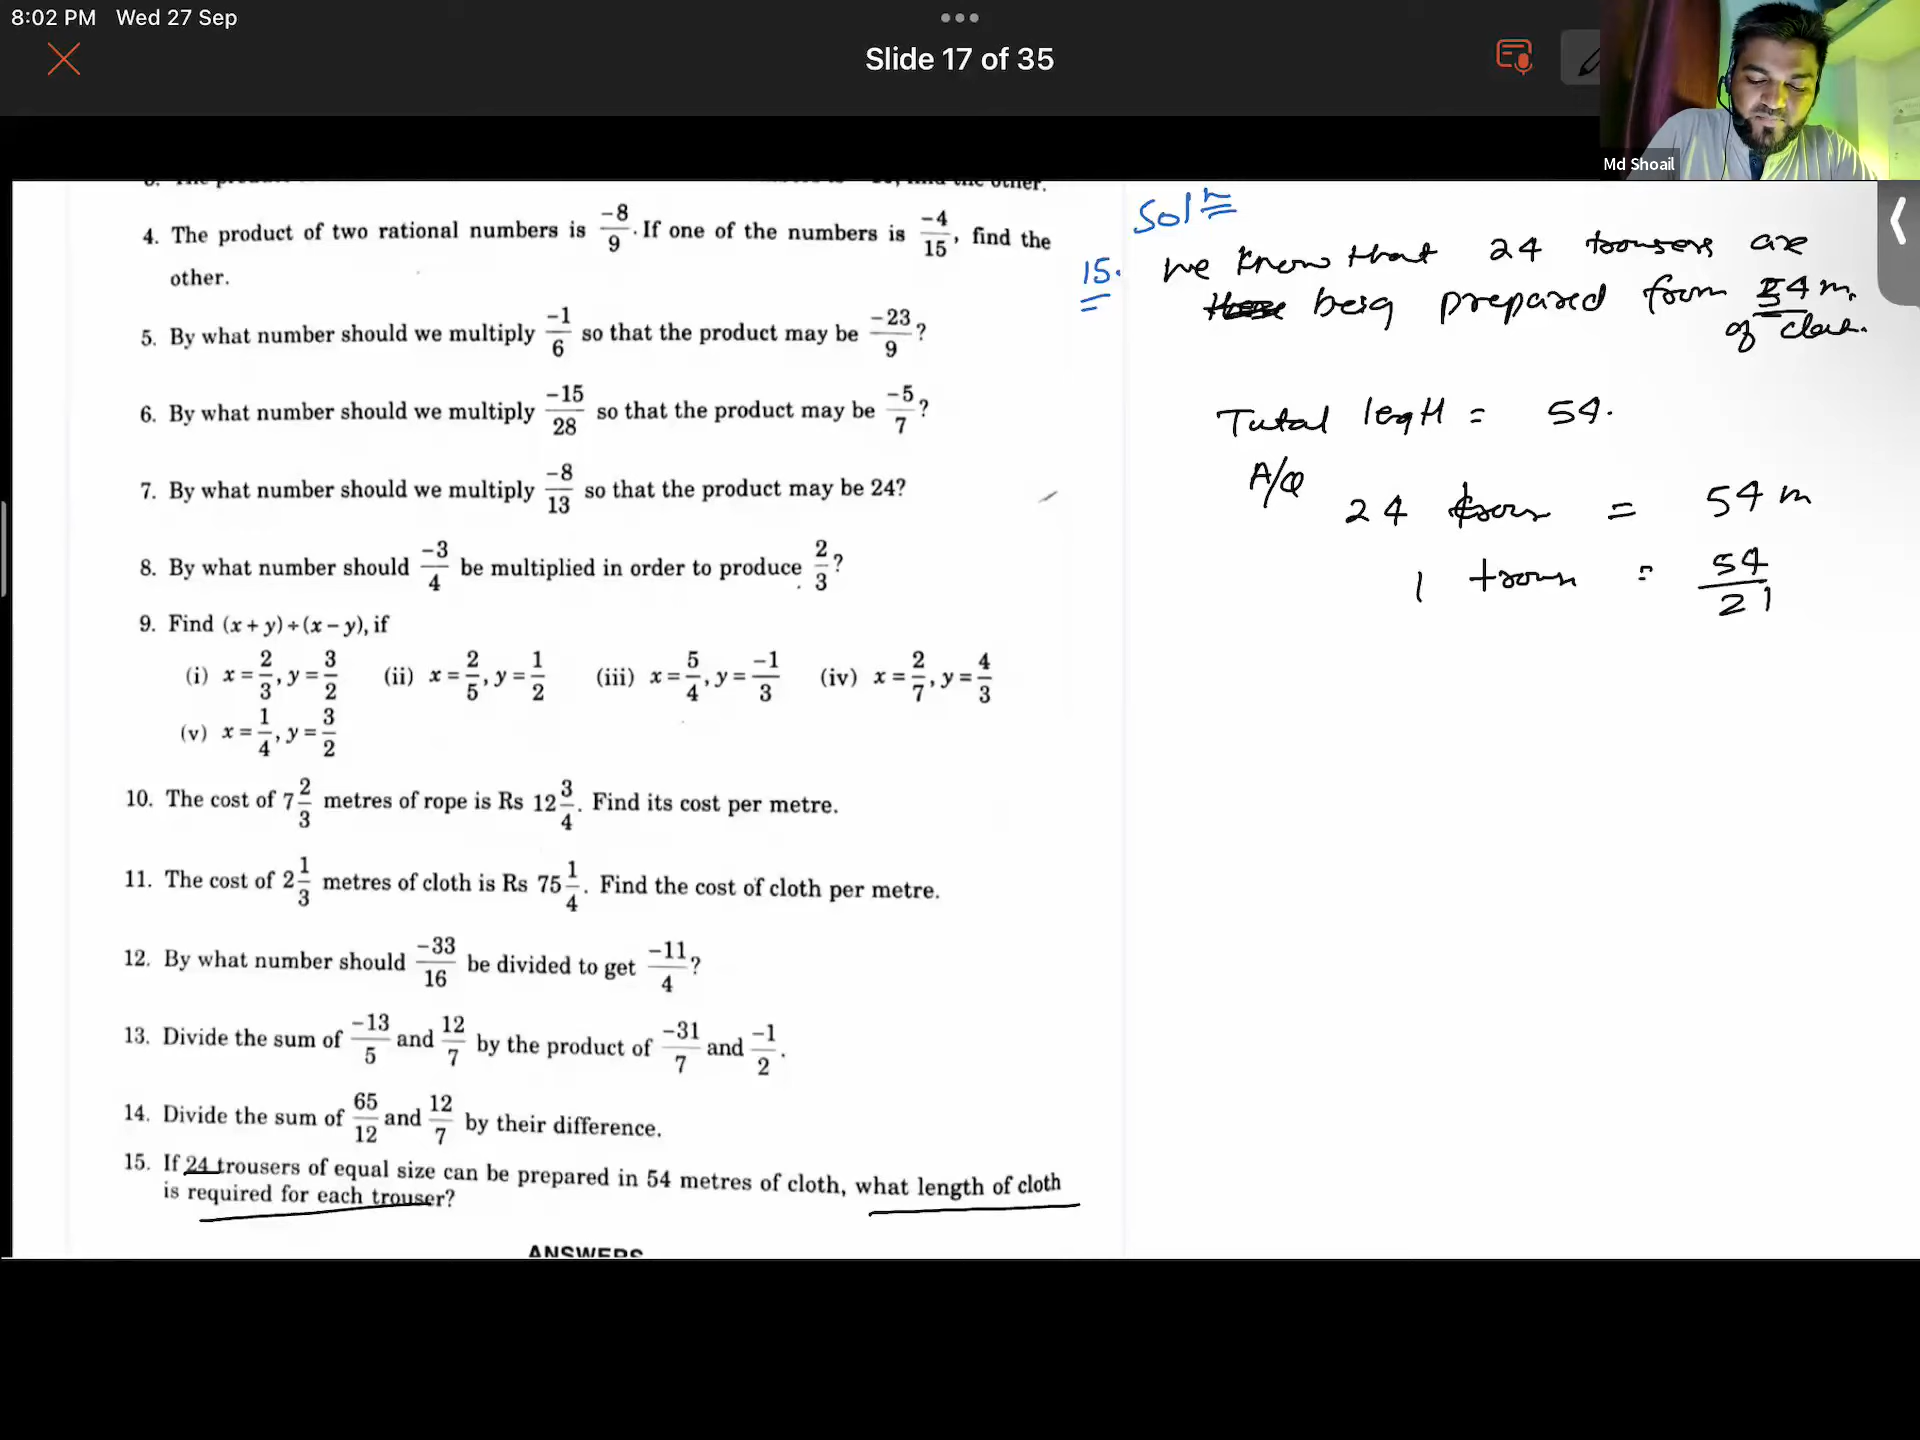 8:02 PM Wed 27 Sep
Slide 17 of 35
Md Shoail
4. The product of two rational numbers is -8/9. If one of the numbers is -4/15, find the
other.
5. By what number should we multiply -1/6 so that the product may be -23/9?
6. By what number should we multiply -15/28 so that the product may be -5/7?
7. By what number should we multiply -8/13 so that the product may be 24?
8. By what number should -3/4 be multiplied in order to produce 2/3?
9. Find (x + y) ÷ (x − y), if
(i) x = 2/3, y = 3/2 (ii) x = 2/5, y = 1/2 (iii) x = 5/4, y = -1/3 (iv) x = 2/7, y = 4/3
(v) x = 1/4, y = 3/2
10. The cost of 7 2/3 metres of rope is Rs 12 3/4. Find its cost per metre.
11. The cost of 2 1/3 metres of cloth is Rs 75 1/4. Find the cost of cloth per metre.
12. By what number should -33/16 be divided to get -11/4?
13. Divide the sum of -13/5 and 12/7 by the product of -31/7 and -1/2.
14. Divide the sum of 65/12 and 12/7 by their difference.
15. If 24 trousers of equal size can be prepared in 54 metres of cloth, what length of cloth
is required for each trouser?
ANSWERS
Solⁿ
15. We know that 24 trousers are
beig prepared from 54 m.
of
Tutal =  54.
A/Q
24 = 54 m
1 = 54/21